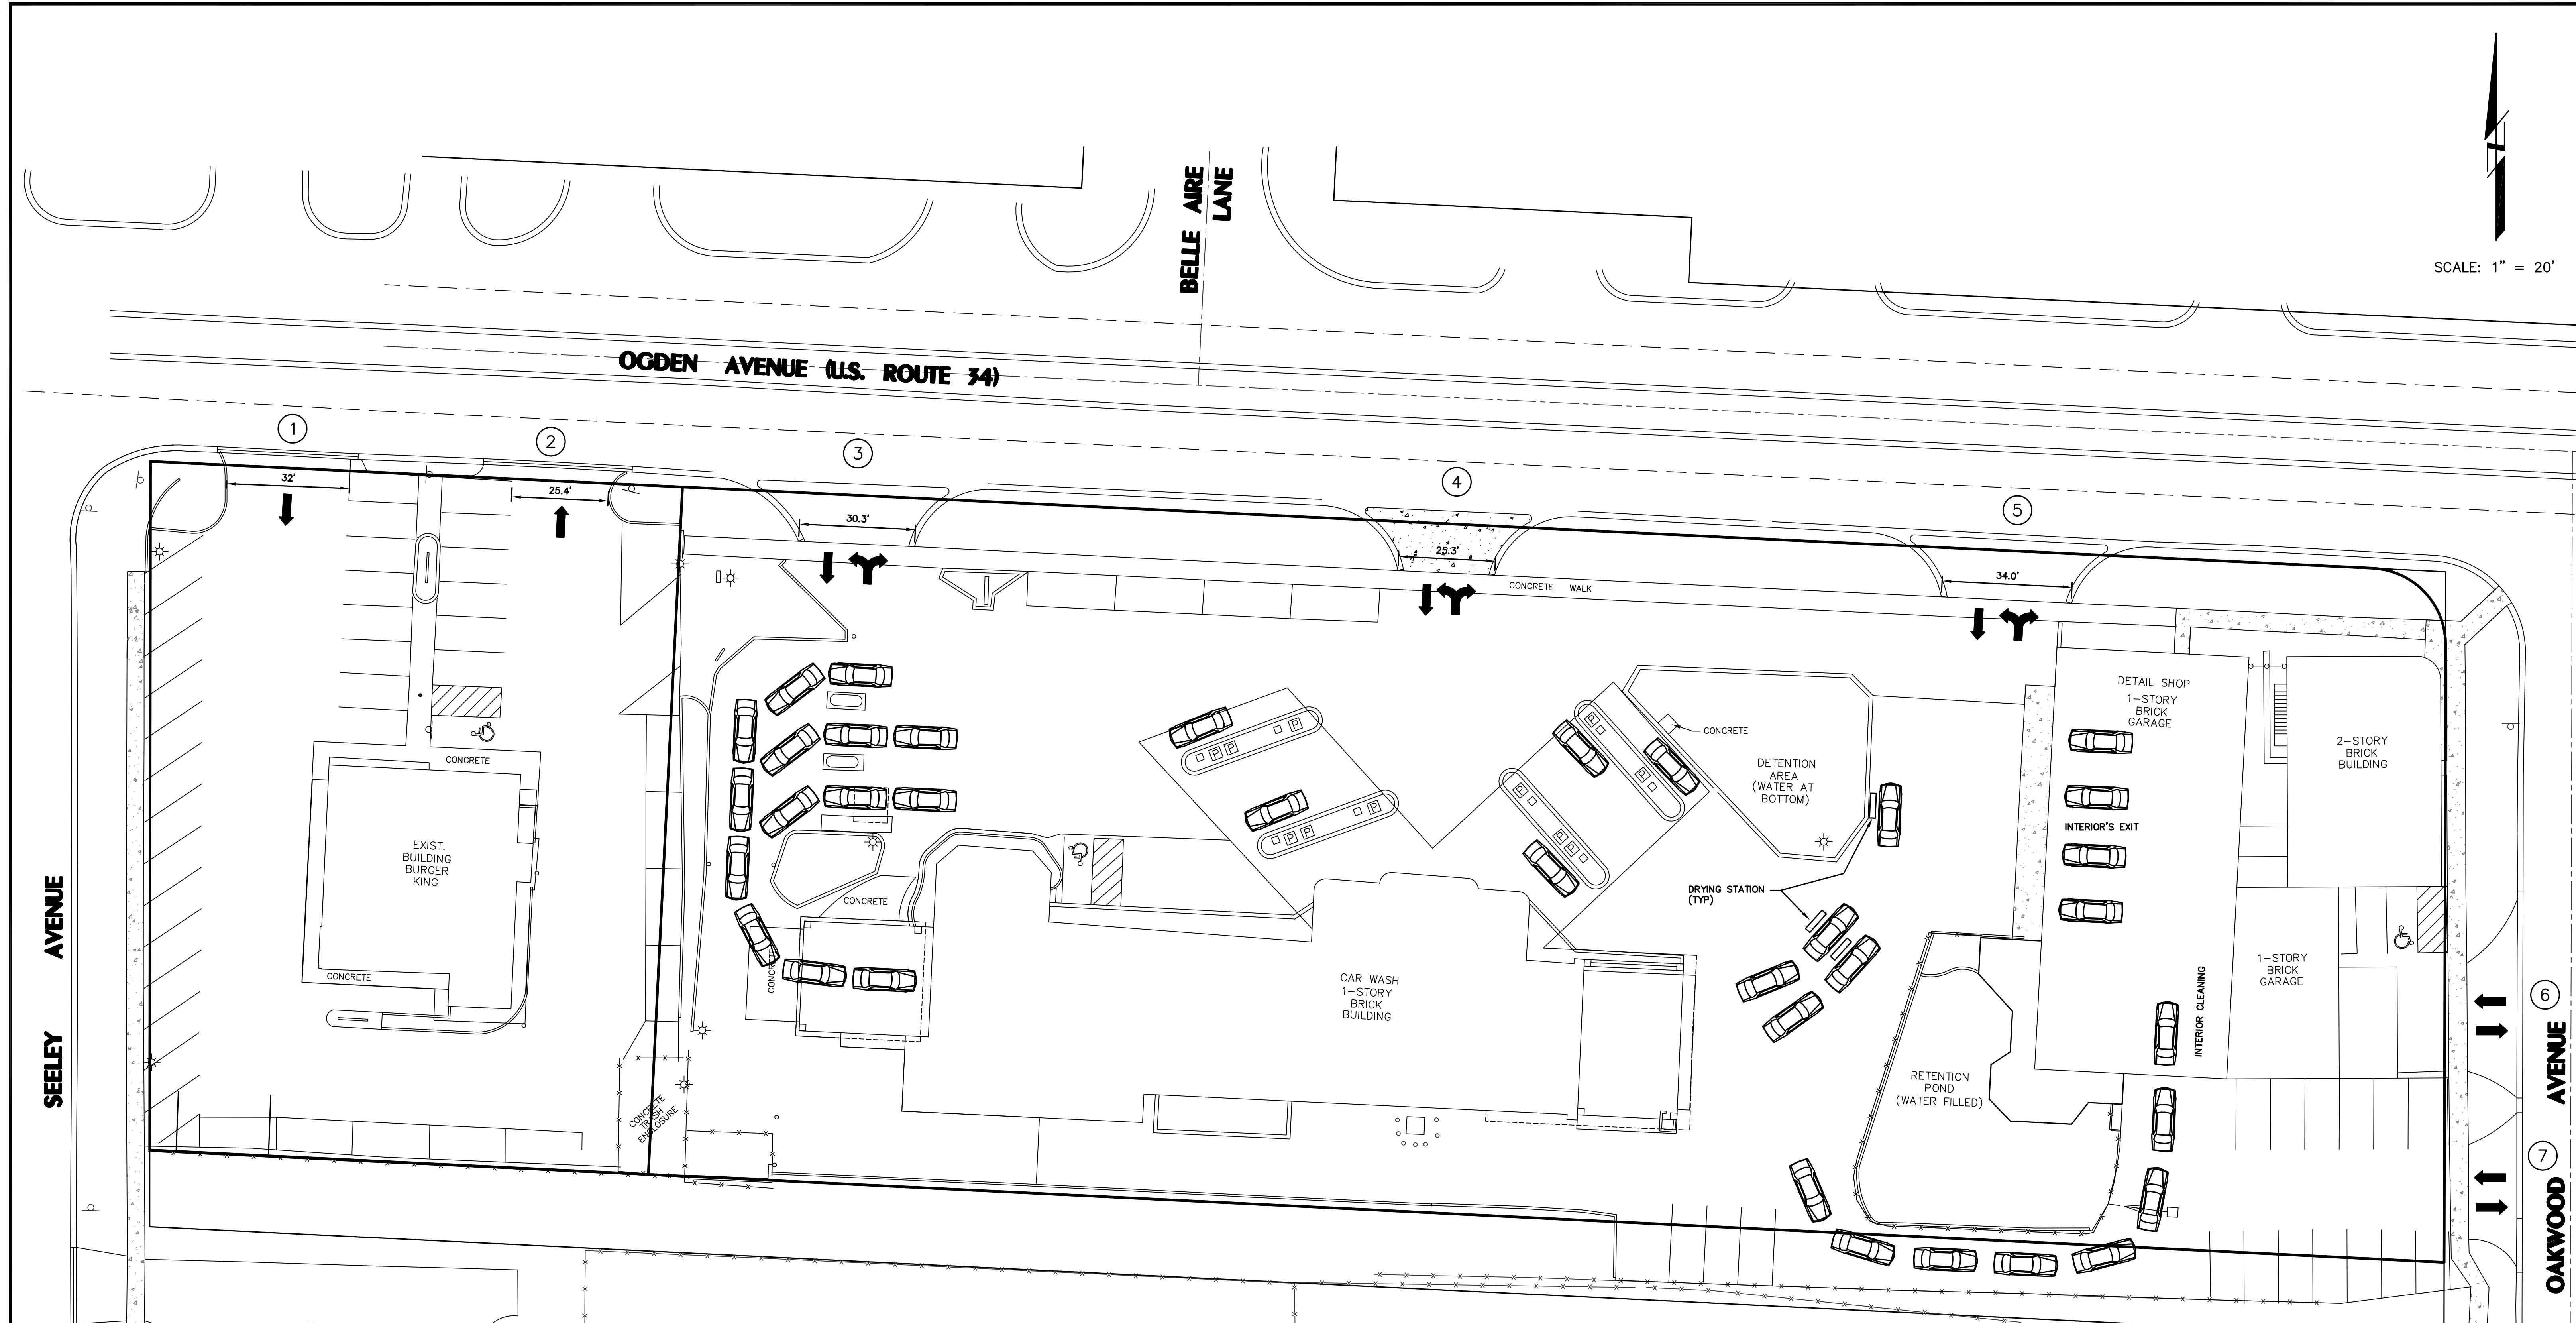 BELLE AIRE
LANE
SCALE: 1" = 20'
OGDEN AVENUE (U.S. ROUTE 34)
1
2
3
4
5
32'
25.4'
30.3'
25.3'
34.0'
CONCRETE WALK
DETAIL SHOP
1-STORY
BRICK
GARAGE
2-STORY
BRICK
BUILDING
CONCRETE
P
P
P
P
P
P
P
P
P
P
P
P
CONCRETE
DETENTION
AREA
(WATER AT
BOTTOM)
INTERIOR'S EXIT
EXIST.
BUILDING
BURGER
KING
CONCRETE
DRYING STATION
(TYP)
CONCRETE
CONCRETE
CAR WASH
1-STORY
BRICK
BUILDING
1-STORY
BRICK
GARAGE
INTERIOR CLEANING
6
RETENTION
POND
(WATER FILLED)
CONCRETE
TRASH
ENCLOSURE
7
SEELEY AVENUE
OAKWOOD AVENUE